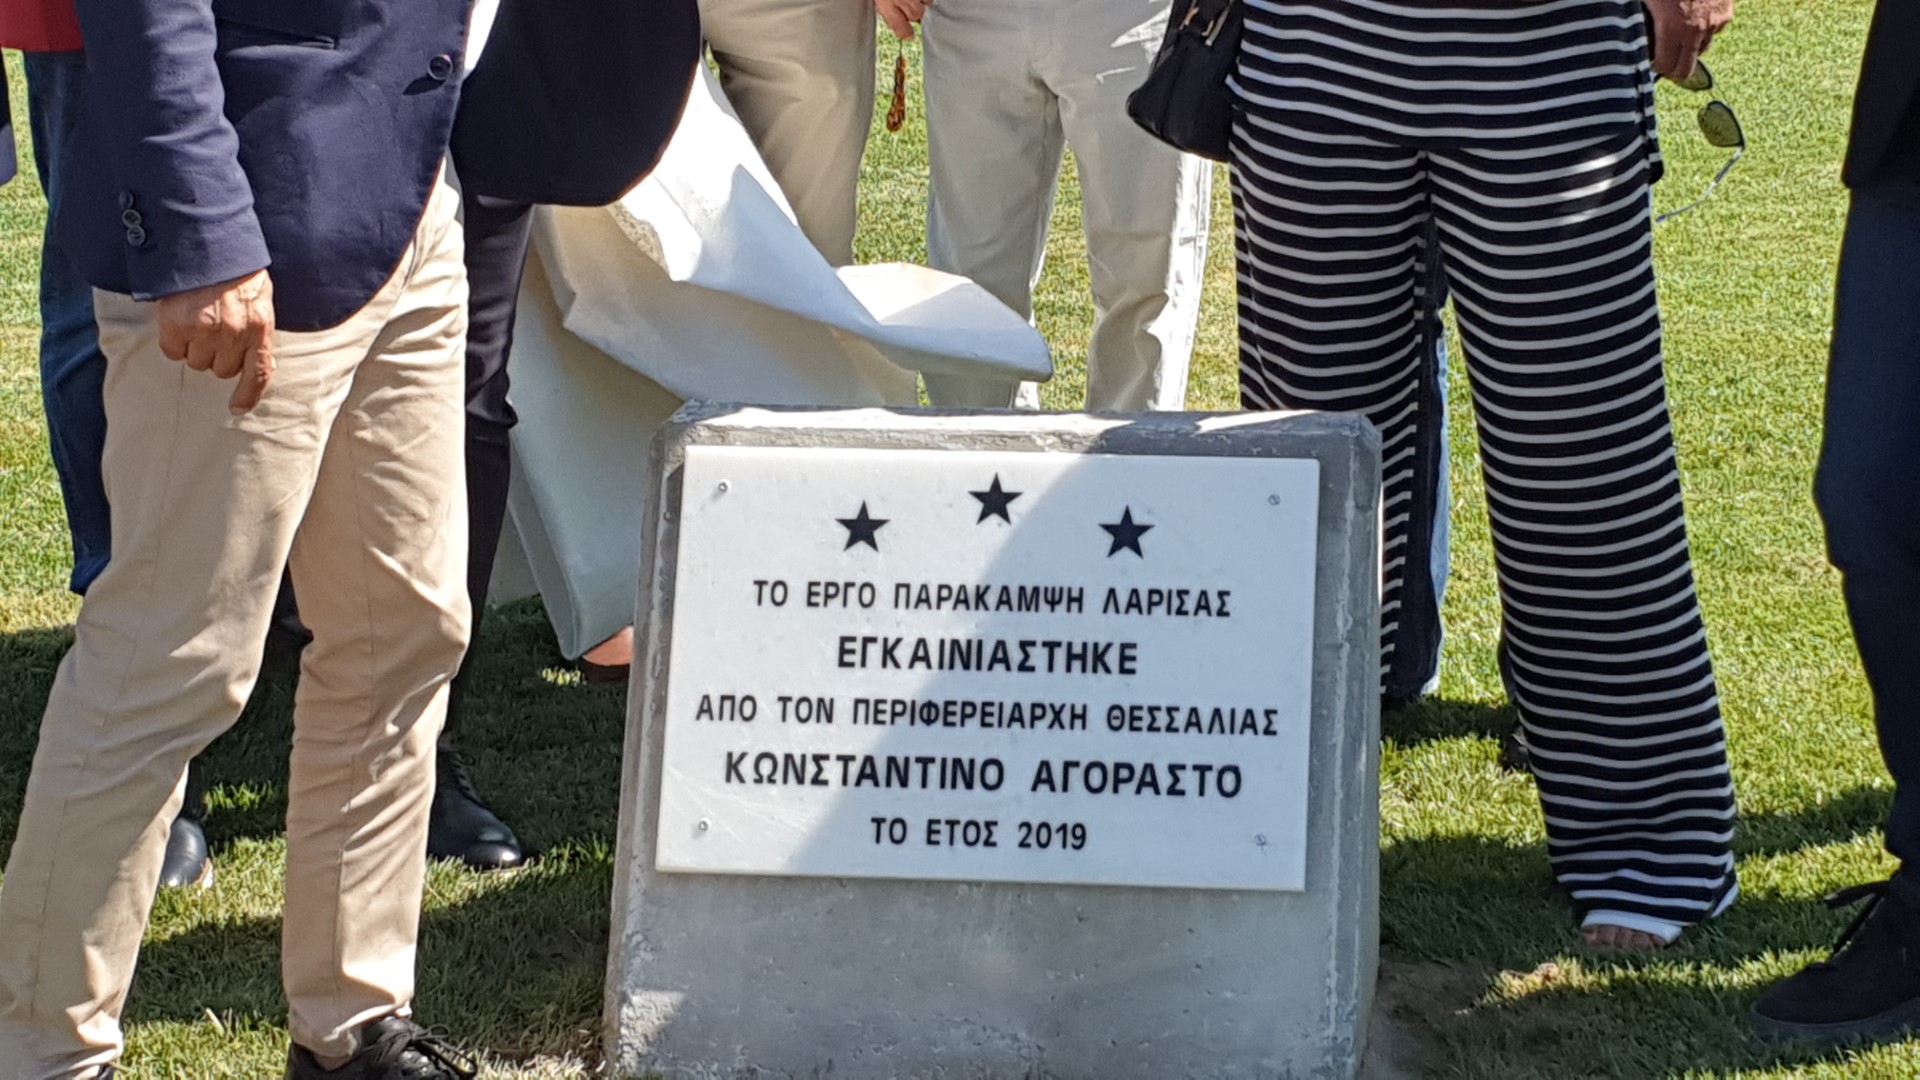 ΤΟ ΕΡΓΟ ΠΑΡΑΚΑΜΨΗ ΛΑΡΙΣΑΣ
ΕΓΚΑΙΝΙΑΣΤΗΚΕ
ΑΠΟ ΤΟΝ ΠΕΡΙΦΕΡΕΙΑΡΧΗ ΘΕΣΣΑΛΙΑΣ
ΚΩΝΣΤΑΝΤΙΝΟ ΑΓΟΡΑΣΤΟ
ΤΟ ΕΤΟΣ 2019